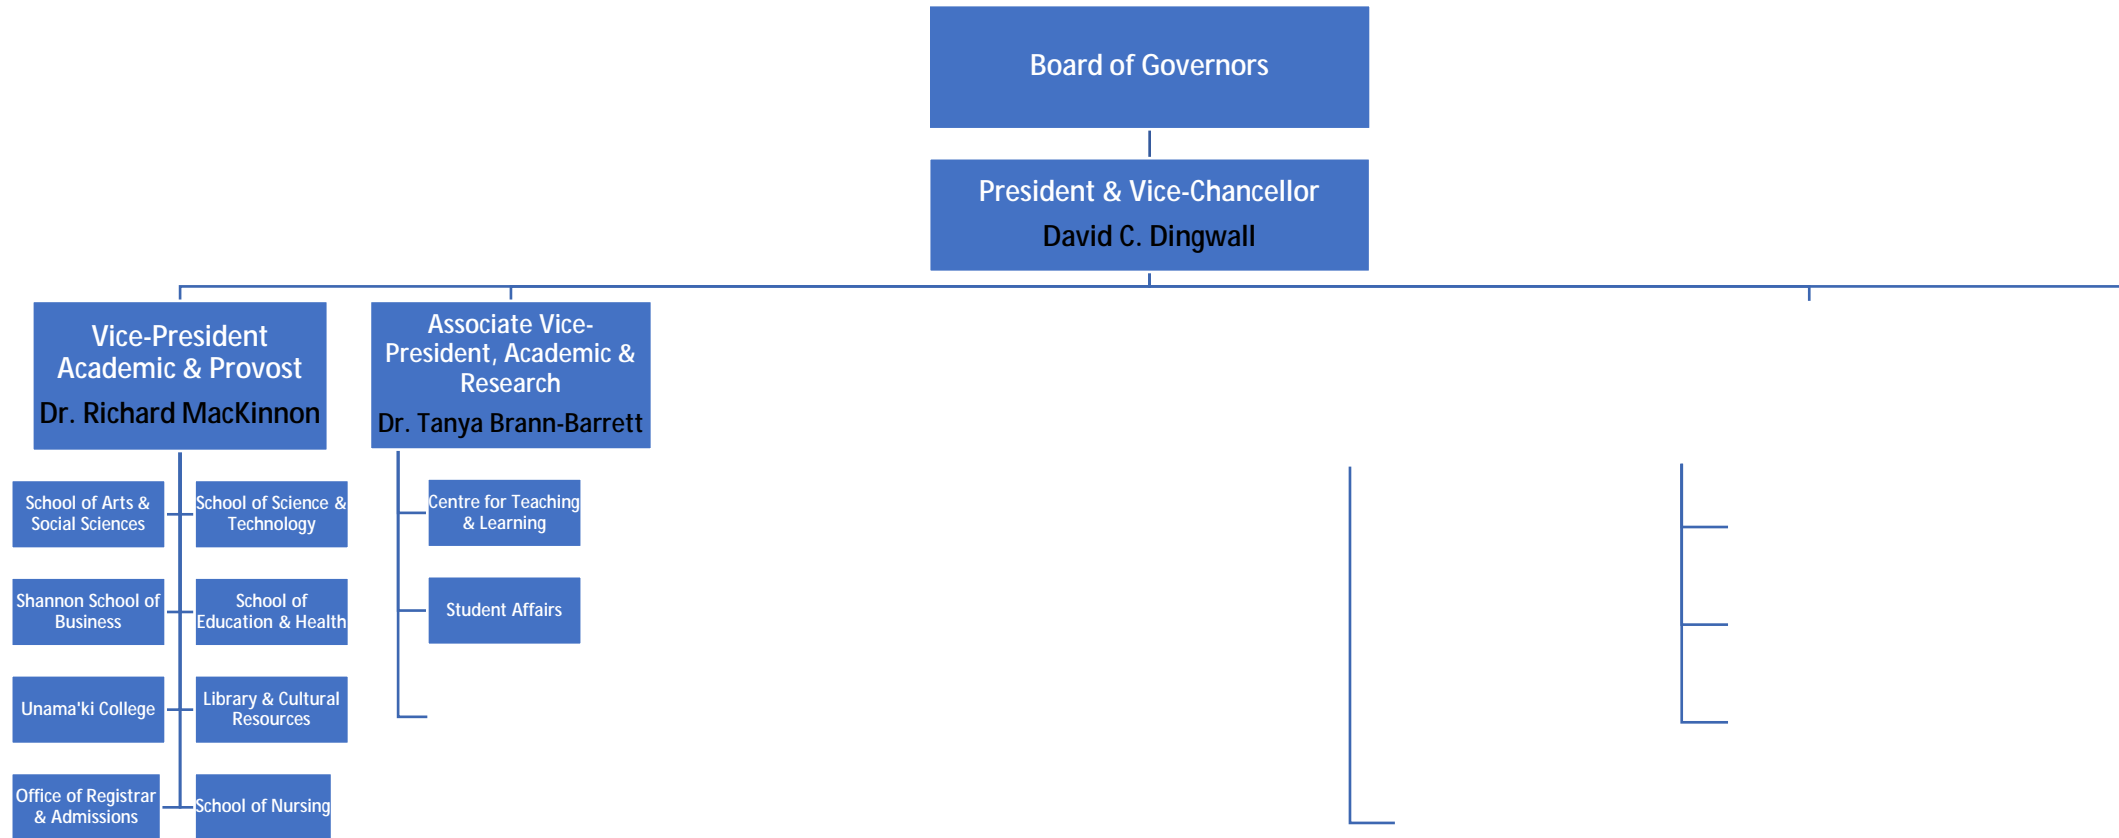 Board of Governors
President & Vice-Chancellor
David C. Dingwall
Vice-President
Academic & Provost
Dr. Richard MacKinnon
Associate Vice-
President, Academic &
Research
Dr. Tanya Brann-Barrett
School of Arts &
Social Sciences
School of Science &
Technology
Shannon School of
Business
School of
Education & Health
Unama'ki College
Library & Cultural
Resources
Office of Registrar
& Admissions
School of Nursing
Centre for Teaching
& Learning
Student Affairs